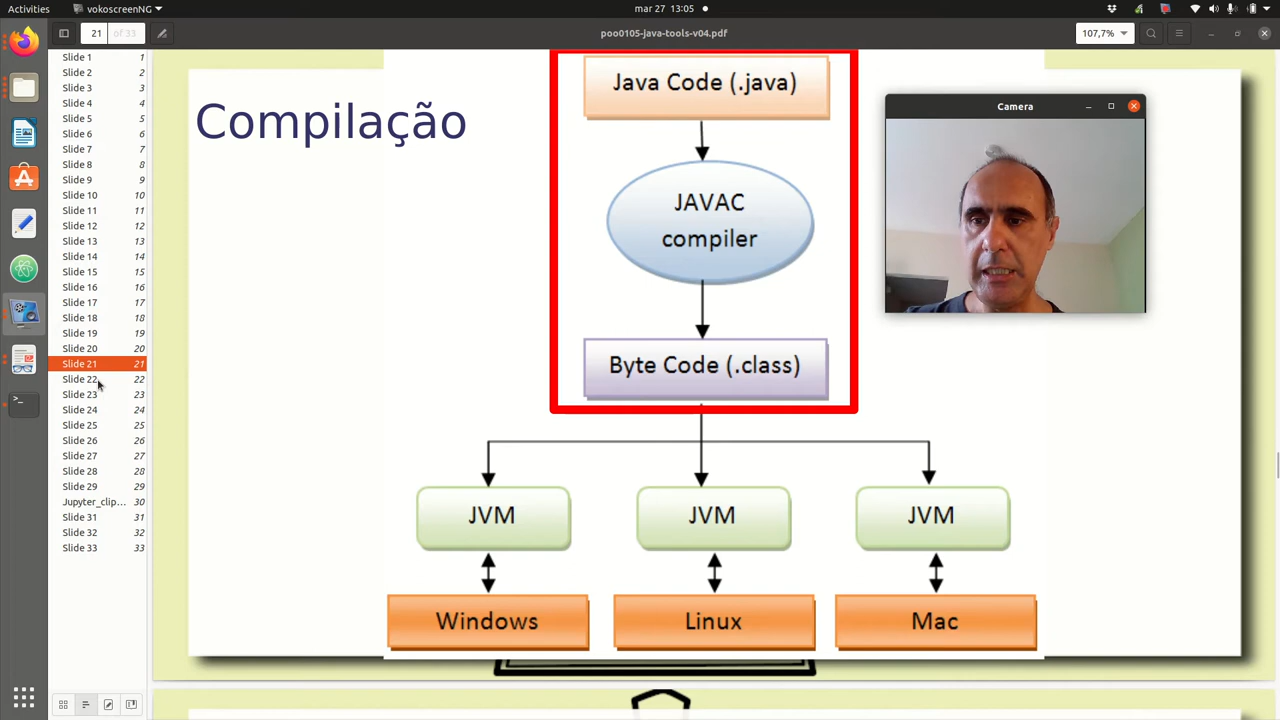 Activities
vokoscreenNG
mar 27 13:05
21
of 33
poo0105-java-tools-v04.pdf
107,7%
Slide 1 1
Slide 2 2
Slide 3 3
Slide 4 4
Slide 5 5
Slide 6 6
Slide 7 7
Slide 8 8
Slide 9 9
Slide 10 10
Slide 11 11
Slide 12 12
Slide 13 13
Slide 14 14
Slide 15 15
Slide 16 16
Slide 17 17
Slide 18 18
Slide 19 19
Slide 20 20
Slide 21 21
Slide 22 22
Slide 23 23
Slide 24 24
Slide 25 25
Slide 26 26
Slide 27 27
Slide 28 28
Slide 29 29
Jupyter_clip... 30
Slide 31 31
Slide 32 32
Slide 33 33
Compilação
Java Code (.java)
JAVAC
compiler
Byte Code (.class)
JVM
JVM
JVM
Windows
Linux
Mac
Camera